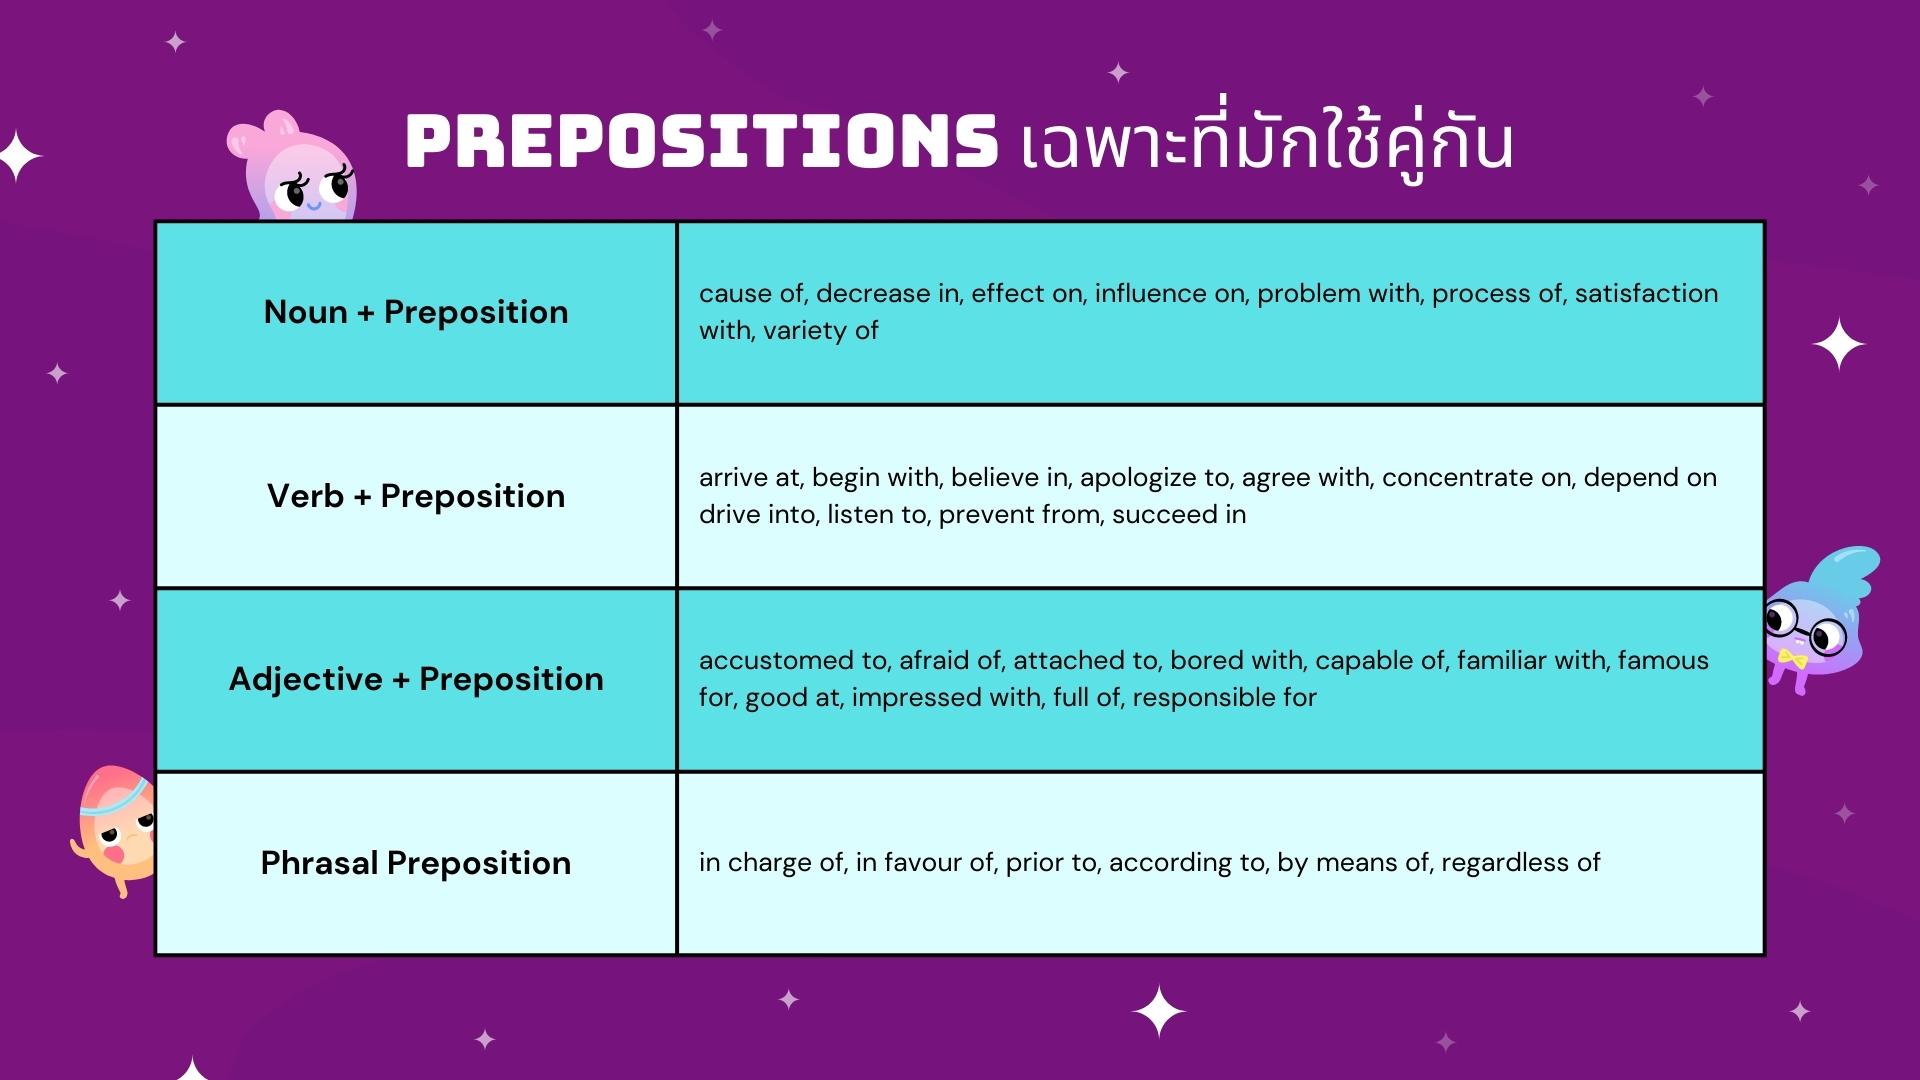 PREPOSITIONS เฉพาะที่มักใช้คู่กัน
Noun + Preposition
cause of, decrease in, effect on, influence on, problem with, process of, satisfaction
with, variety of
Verb + Preposition
arrive at, begin with, believe in, apologize to, agree with, concentrate on, depend on
drive into, listen to, prevent from, succeed in
Adjective + Preposition
accustomed to, afraid of, attached to, bored with, capable of, familiar with, famous
for, good at, impressed with, full of, responsible for
Phrasal Preposition
in charge of, in favour of, prior to, according to, by means of, regardless of